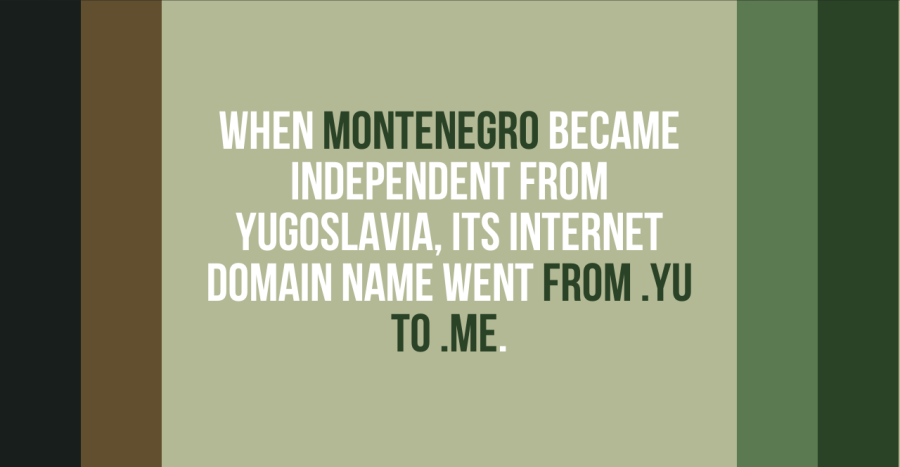 WHEN MONTENEGRO BECAME
INDEPENDENT FROM
YUGOSLAVIA, ITS INTERNET
DOMAIN NAME WENT FROM .YU
TO .ME.